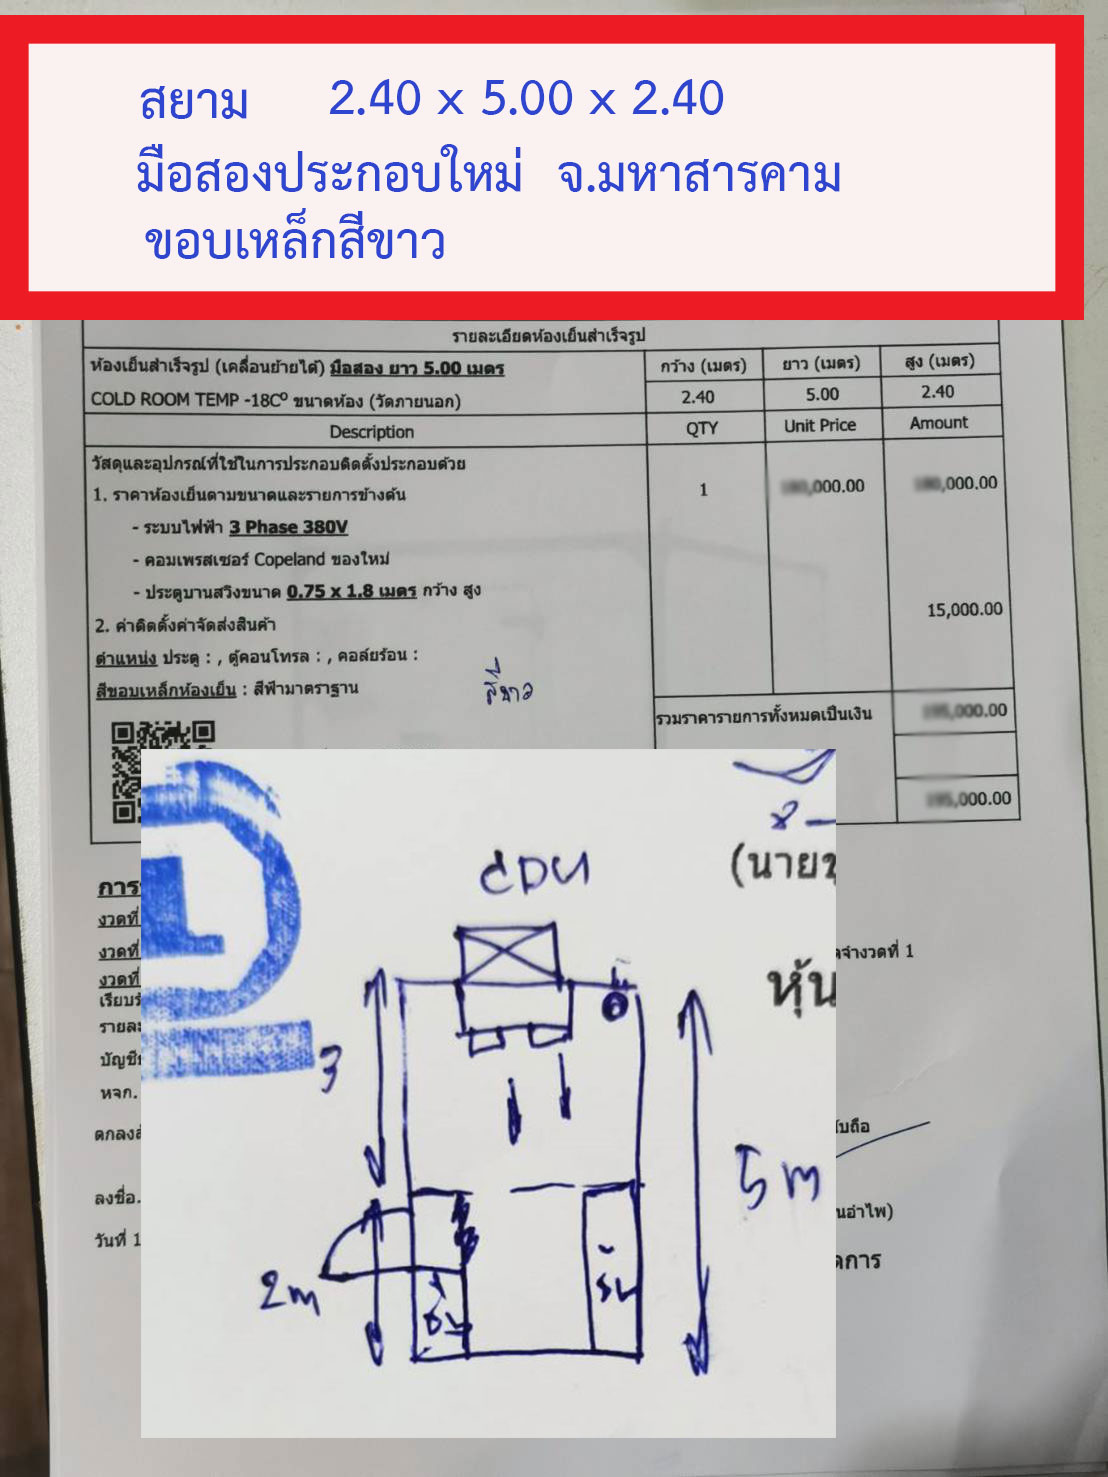 สยาม 2.40 x 5.00 x 2.40
มือสองประกอบใหม่ จ.มหาสารคาม
ขอบเหล็กสีขาว
รายละเอียดห้องเย็นสำเร็จรูป
ห้องเย็นสำเร็จรูป (เคลื่อนย้ายได้) มือสอง ยาว 5.00 เมตร กว้าง (เมตร) ยาว (เมตร) สูง (เมตร)
COLD ROOM TEMP -18C⁰ ขนาดห้อง (วัดภายนอก) 2.40 5.00 2.40
Description QTY Unit Price Amount
วัสดุและอุปกรณ์ที่ใช้ในการประกอบติดตั้งประกอบด้วย
1. ราคาห้องเย็นตามขนาดและรายการข้างต้น 1 ,000.00 ,000.00
- ระบบไฟฟ้า 3 Phase 380V
- คอมเพรสเซอร์ Copeland ของใหม่
- ประตูบานสวิงขนาด 0.75 x 1.8 เมตร กว้าง สูง
2. ค่าติดตั้งค่าจัดส่งสินค้า 15,000.00
ตำแหน่ง ประตู : , ตู้คอนโทรล : , คอล์ยร้อน :
สีขอบเหล็กห้องเย็น : สีฟ้ามาตราฐาน สีขาว
รวมราคารายการทั้งหมดเป็นเงิน ,000.00
,000.00
(นาย
CDU
การ
งวดที่
งวดที่ จ้างวดที่ 1
งวดที่ หุ้น
เรียบร้
รายละ
3
บัญชี
หจก.
ตกลงสั่ นับถือ
5 m
ลงชื่อ.
นอำไพ)
วันที่ 1 ดการ
2m
ชั้น ชั้น